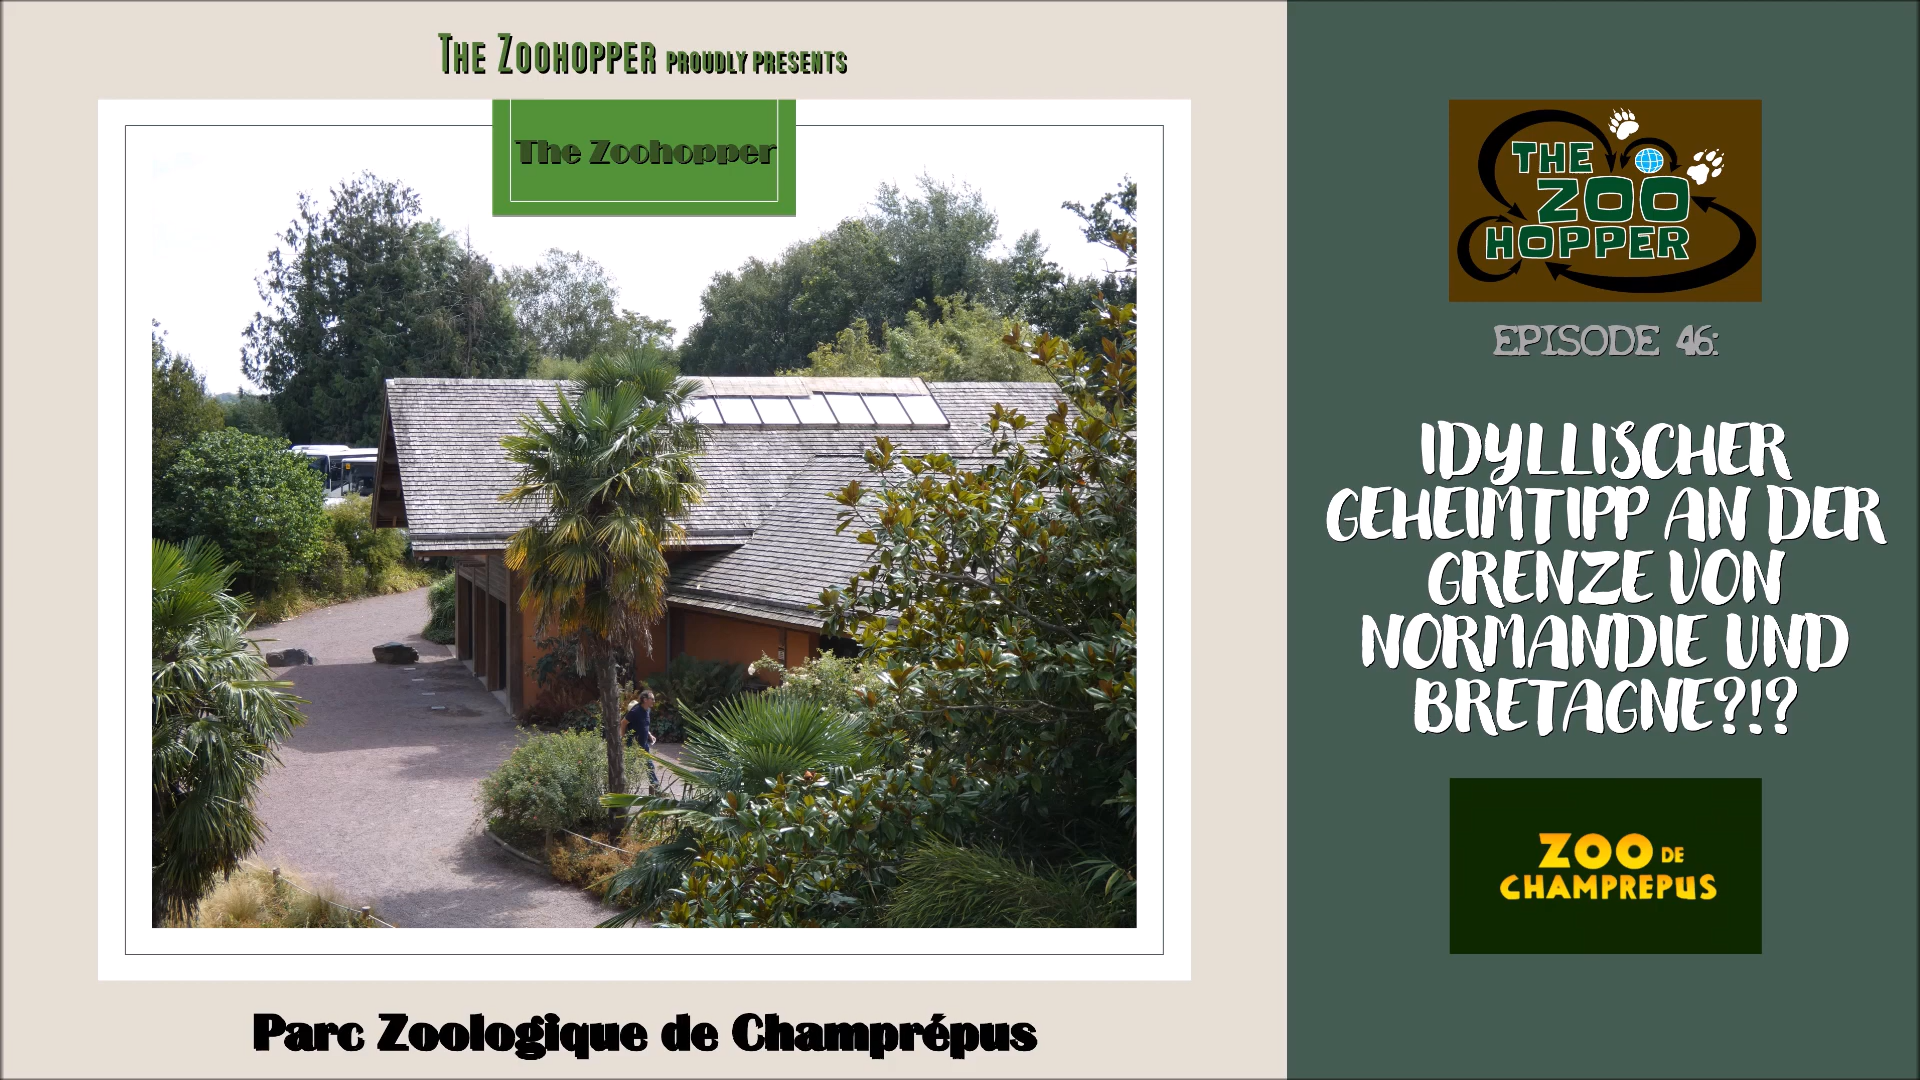 The Zoohopper proudly presents
The Zoohopper
Parc Zoologique de Champrépus
THE
ZOO
HOPPER
EPISODE 46:
IDYLLISCHER
GEHEIMTIPP AN DER
GRENZE VON
NORMANDIE UND
BRETAGNE?!?
ZOO DE
CHAMPREPUS